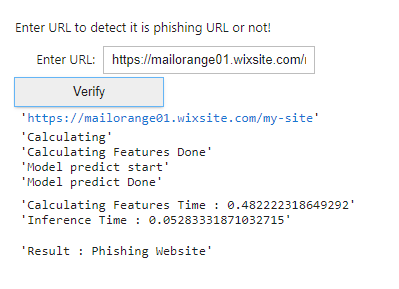 Enter URL to detect it is phishing URL or not!
Enter URL: https://mailorange01.wixsite.com/
Verify
'https://mailorange01.wixsite.com/my-site'
'Calculating'
'Calculating Features Done'
'Model predict start'
'Model predict Done'
'Calculating Features Time : 0.482222318649292'
'Inference Time : 0.05283331871032715'
'Result : Phishing Website'